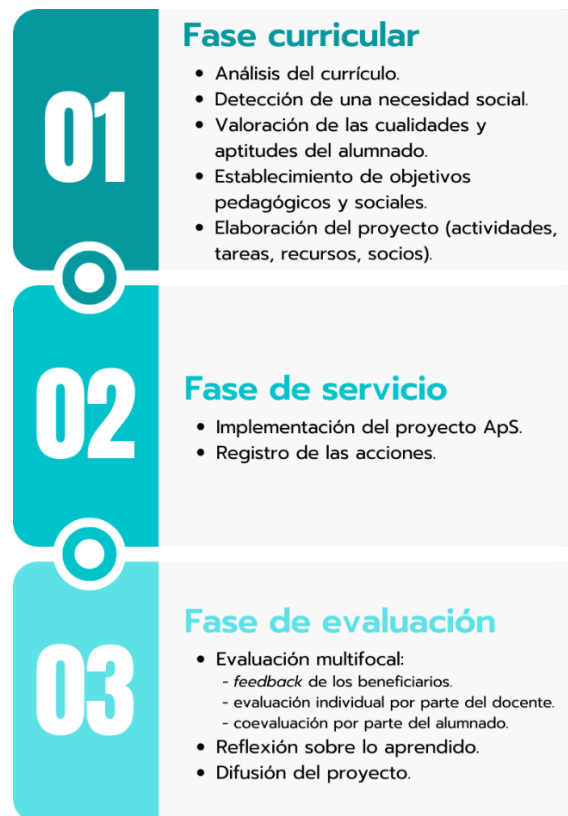 01
Fase curricular
• Análisis del currículo.
• Detección de una necesidad social.
• Valoración de las cualidades y
aptitudes del alumnado.
• Establecimiento de objetivos
pedagógicos y sociales.
• Elaboración del proyecto (actividades,
tareas, recursos, socios).
02
Fase de servicio
• Implementación del proyecto ApS.
• Registro de las acciones.
03
Fase de evaluación
• Evaluación multifocal:
- feedback de los beneficiarios.
- evaluación individual por parte del docente.
- coevaluación por parte del alumnado.
• Reflexión sobre lo aprendido.
• Difusión del proyecto.